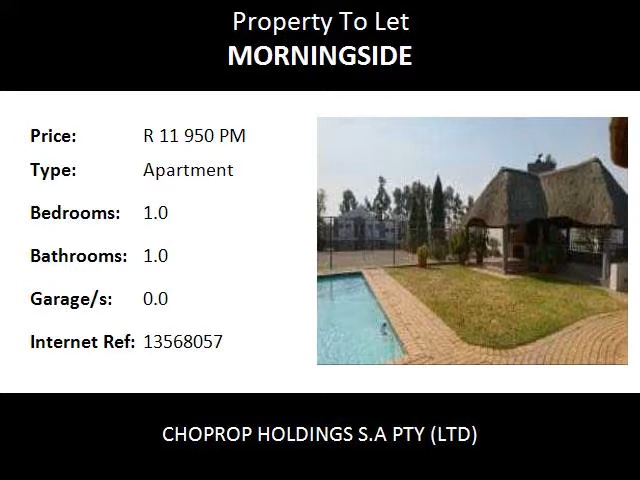 Property To Let
MORNINGSIDE
Price: R 11 950 PM
Type: Apartment
Bedrooms: 1.0
Bathrooms: 1.0
Garage/s: 0.0
Internet Ref: 13568057
CHOPROP HOLDINGS S.A PTY (LTD)